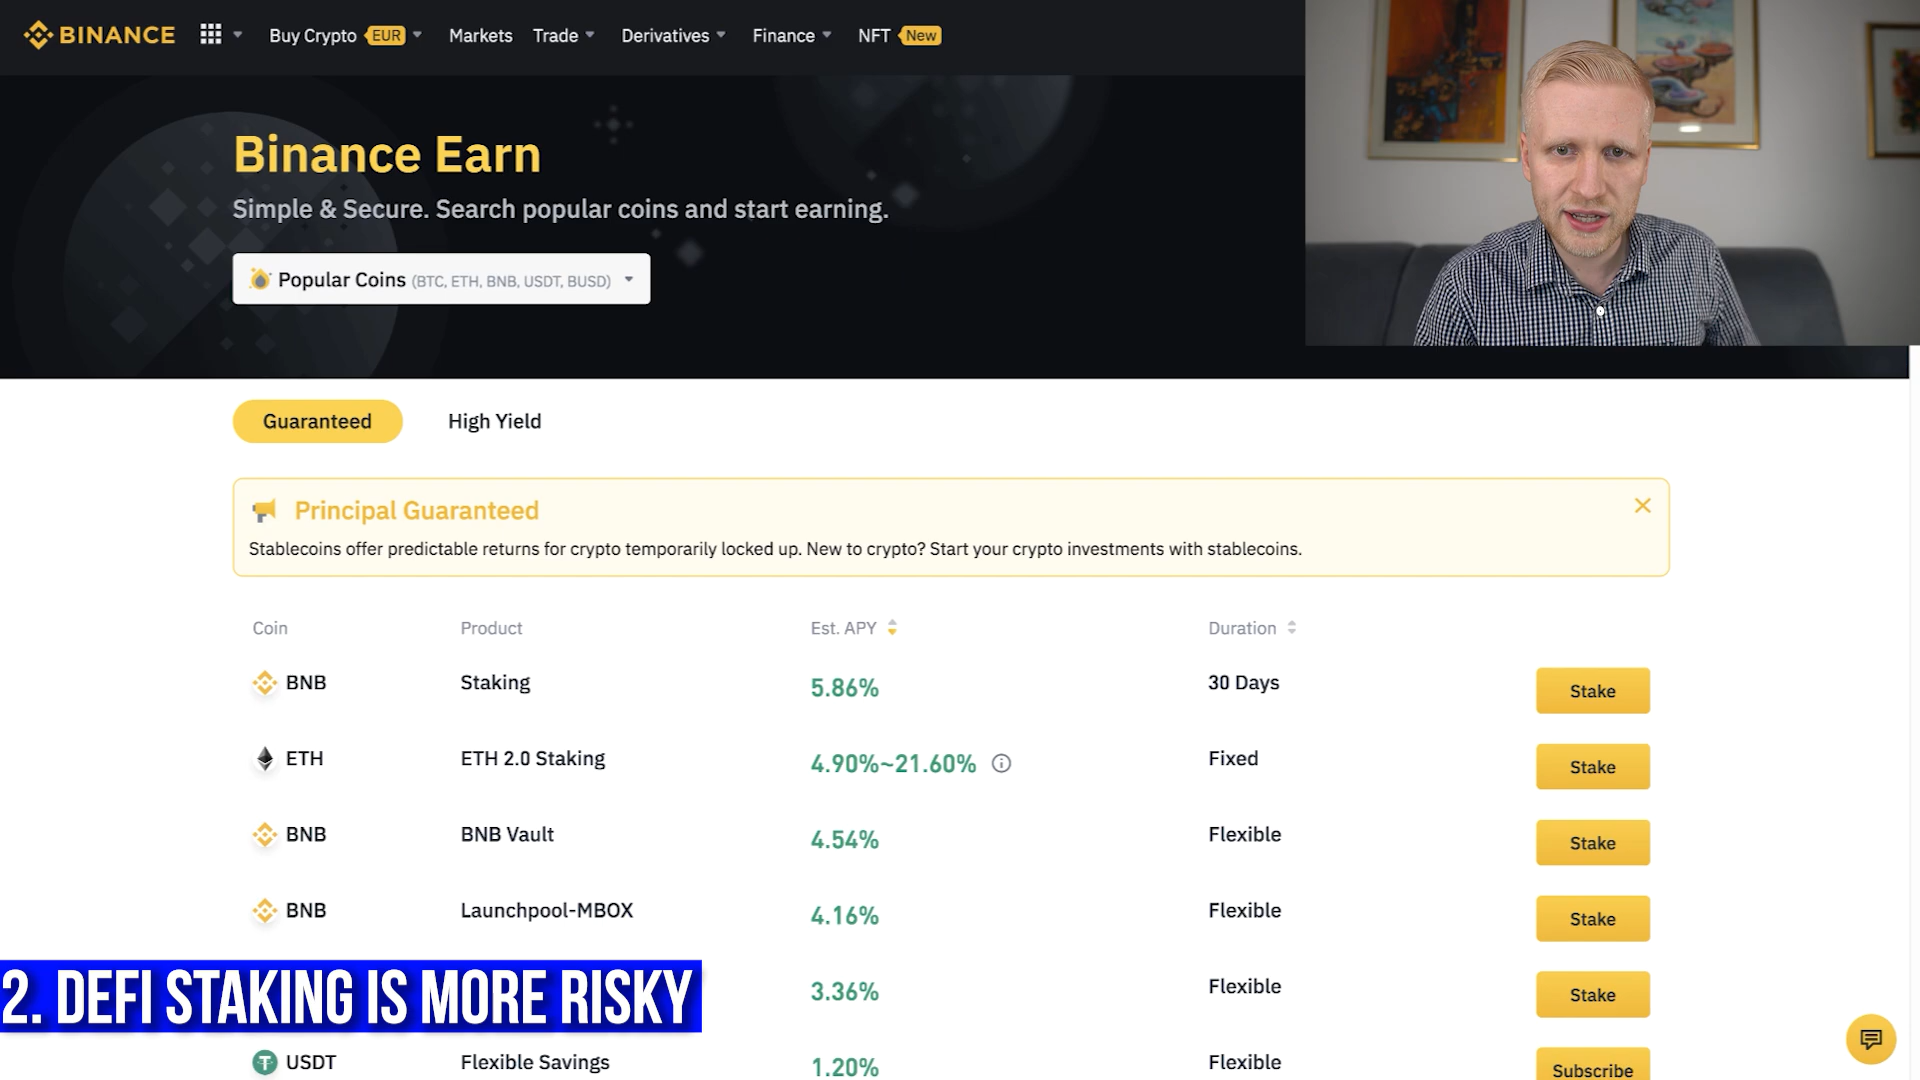 BINANCE
Buy Crypto EUR Markets Trade Derivatives Finance NFT New
Binance Earn
Simple & Secure. Search popular coins and start earning.
Popular Coins (BTC, ETH, BNB, USDT, BUSD)
Guaranteed High Yield
Principal Guaranteed
Stablecoins offer predictable returns for crypto temporarily locked up. New to crypto? Start your crypto investments with stablecoins.
Coin Product Est. APY Duration
BNB Staking 5.86% 30 Days Stake
ETH ETH 2.0 Staking 4.90%~21.60% Fixed Stake
BNB BNB Vault 4.54% Flexible Stake
BNB Launchpool-MBOX 4.16% Flexible Stake
2. DEFI STAKING IS MORE RISKY 3.36% Flexible Stake
USDT Flexible Savings 1.20% Flexible Subscribe